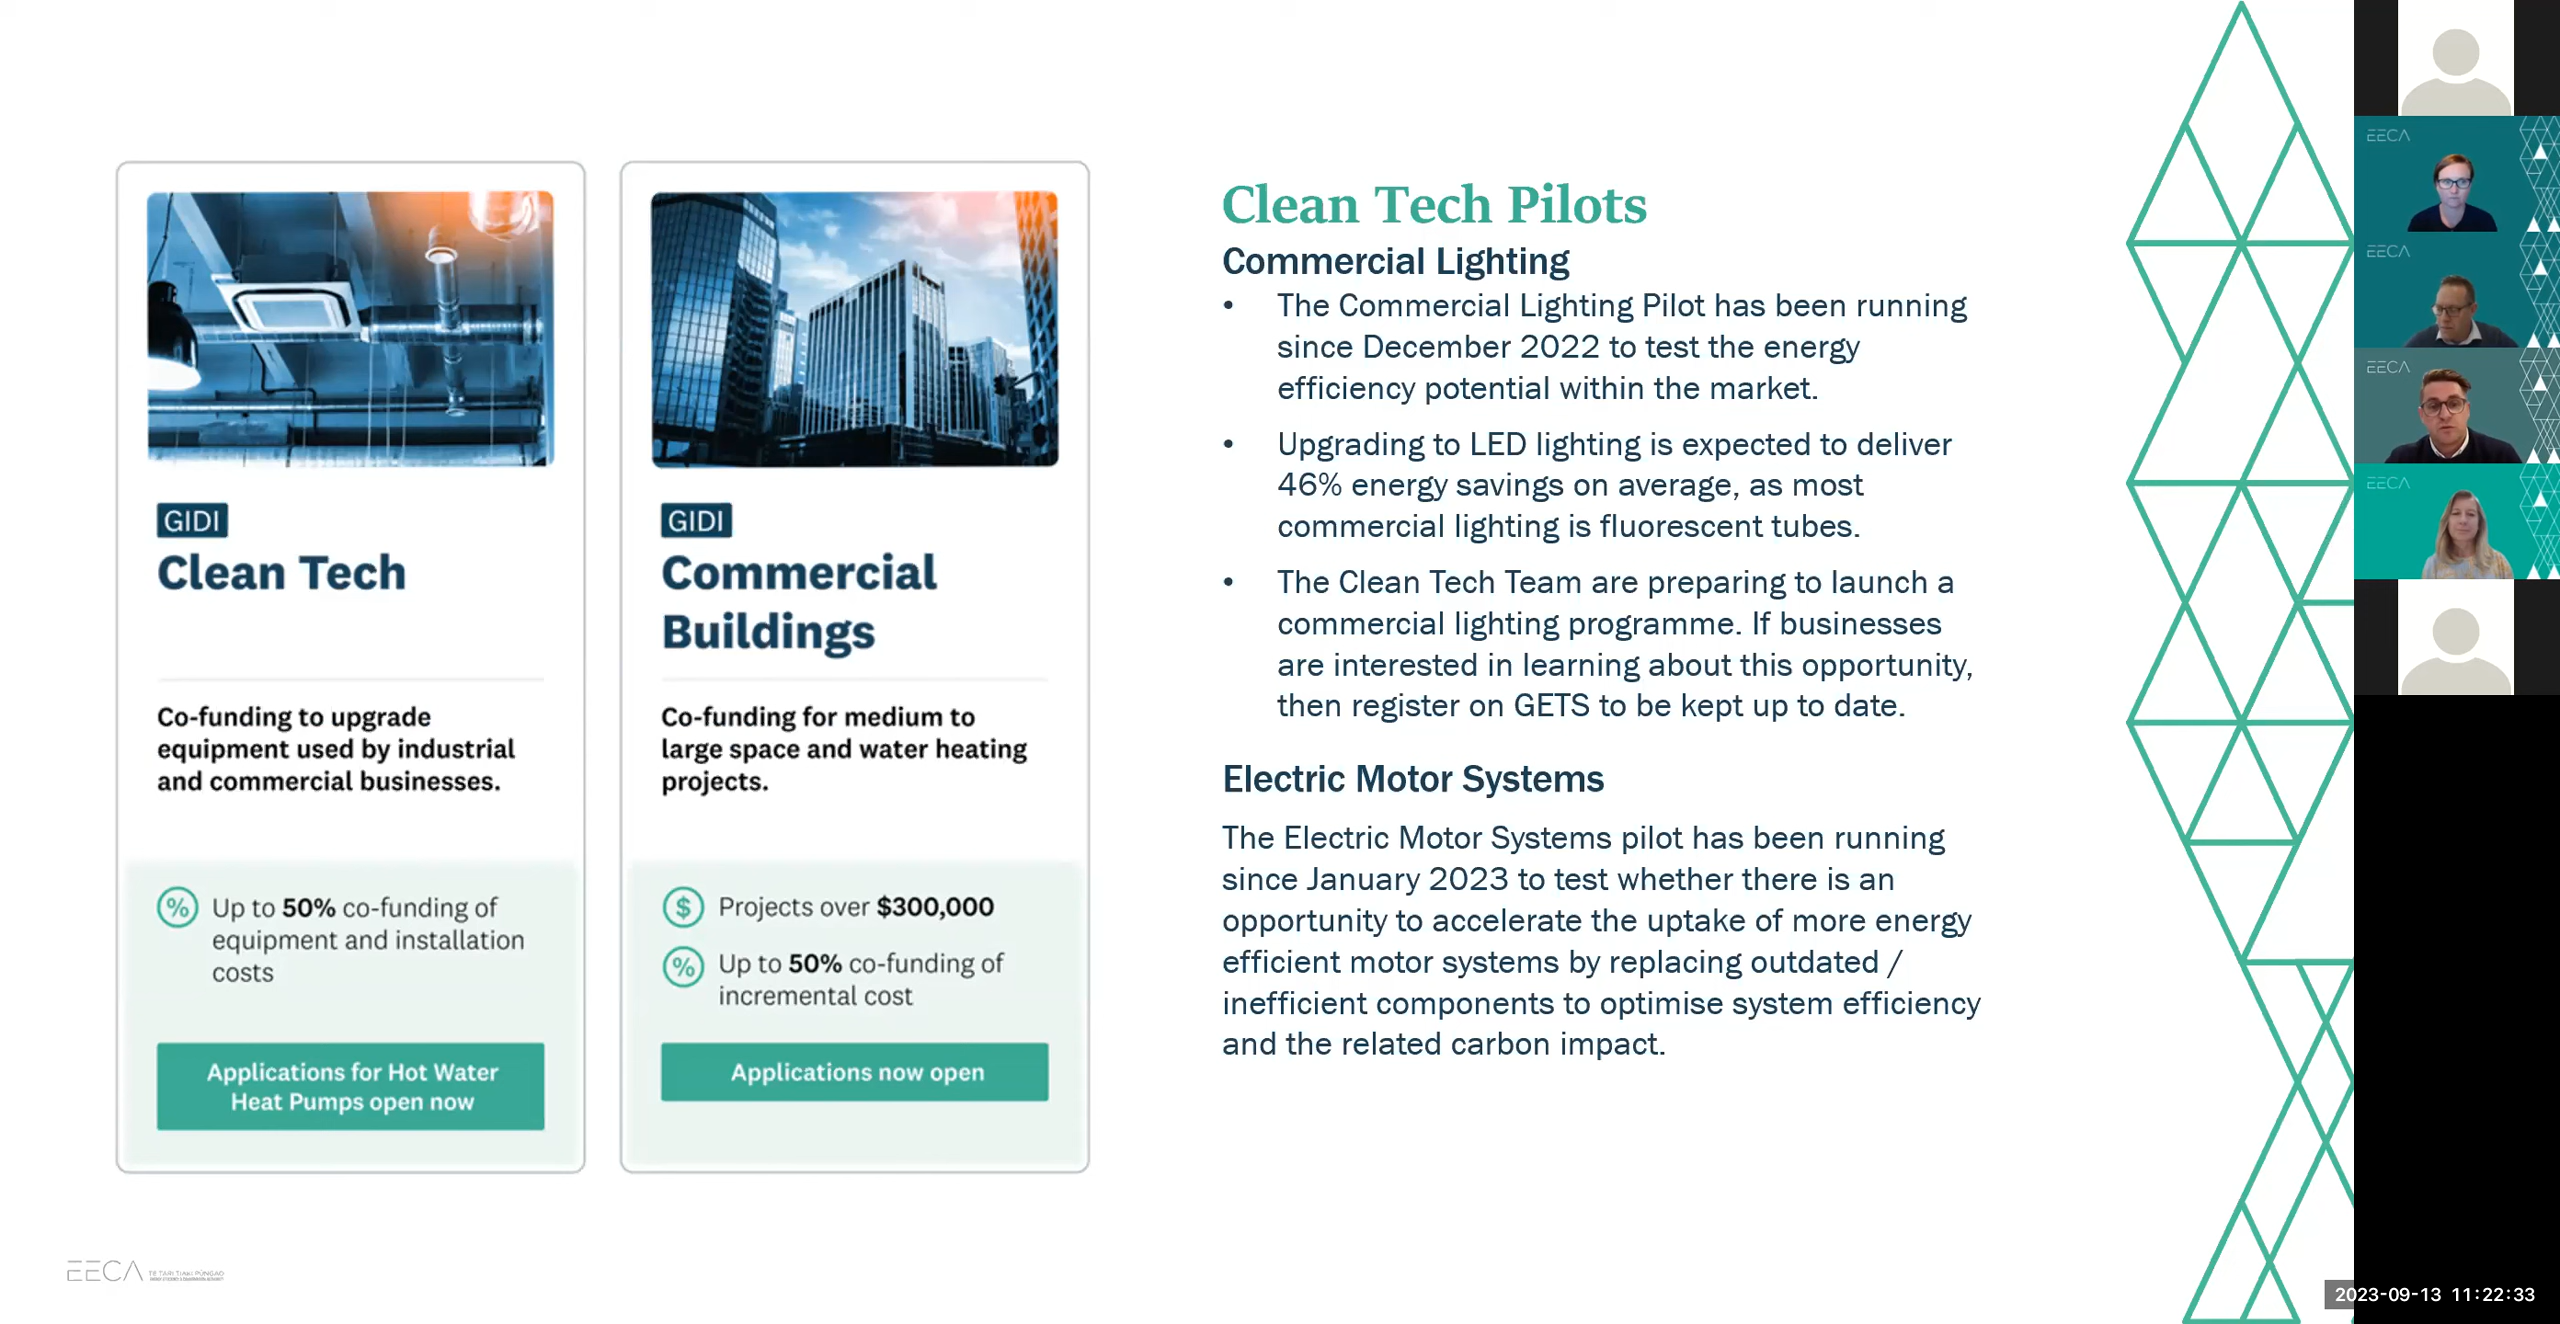 GIDI
Clean Tech
Co-funding to upgrade
equipment used by industrial
and commercial businesses.
% Up to 50% co-funding of
equipment and installation
costs
Applications for Hot Water
Heat Pumps open now
GIDI
Commercial
Buildings
Co-funding for medium to
large space and water heating
projects.
$ Projects over $300,000
% Up to 50% co-funding of
incremental cost
Applications now open
Clean Tech Pilots
Commercial Lighting
• The Commercial Lighting Pilot has been running
since December 2022 to test the energy
efficiency potential within the market.
• Upgrading to LED lighting is expected to deliver
46% energy savings on average, as most
commercial lighting is fluorescent tubes.
• The Clean Tech Team are preparing to launch a
commercial lighting programme. If businesses
are interested in learning about this opportunity,
then register on GETS to be kept up to date.
Electric Motor Systems
The Electric Motor Systems pilot has been running
since January 2023 to test whether there is an
opportunity to accelerate the uptake of more energy
efficient motor systems by replacing outdated /
inefficient components to optimise system efficiency
and the related carbon impact.
EECA
TE TARI TIAKI PŪNGAO
EECA
EECA
EECA
EECA
2023-09-13 11:22:33